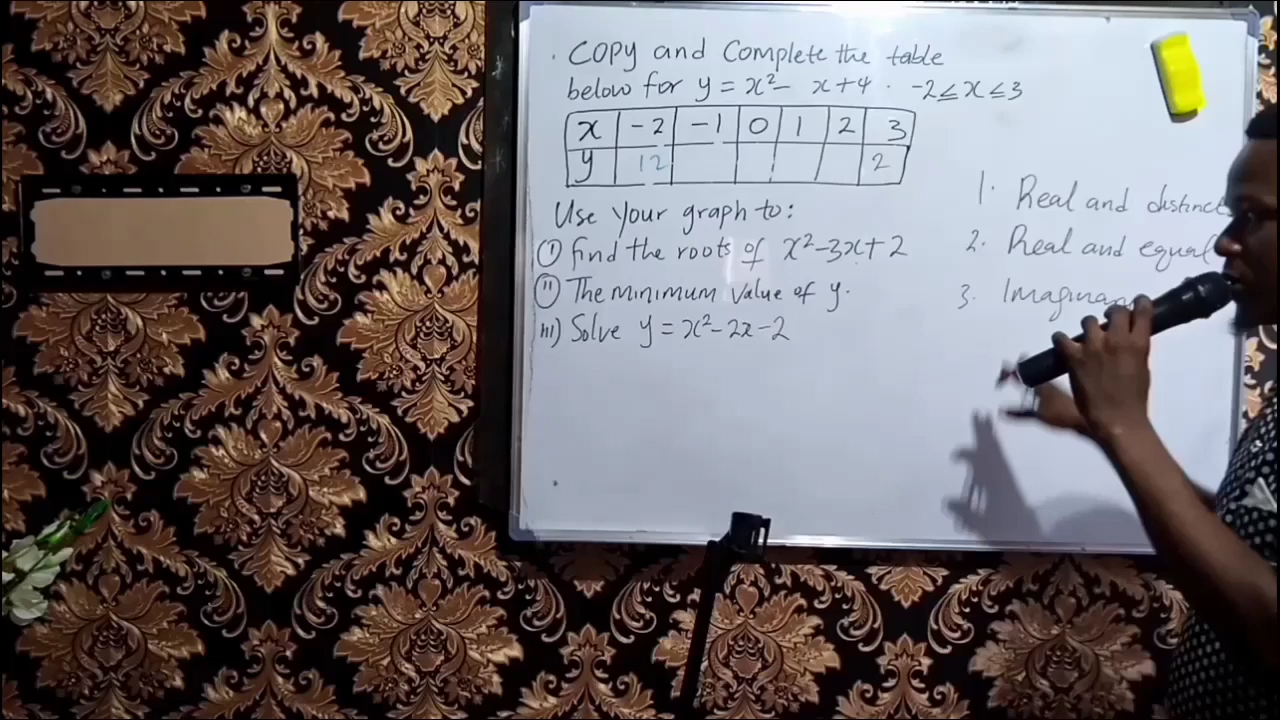 Copy and Complete the table
below for y = x² - x + 4 . -2 ≤ x ≤ 3
x -2 -1 0 1 2 3
y 12 2
Use your graph to:
(i) find the roots of x² - 3x + 2
(ii) The minimum value of y.
iii) Solve y = x² - 2x - 2
1. Real and distinct
2. Real and equal
3. Imaginary